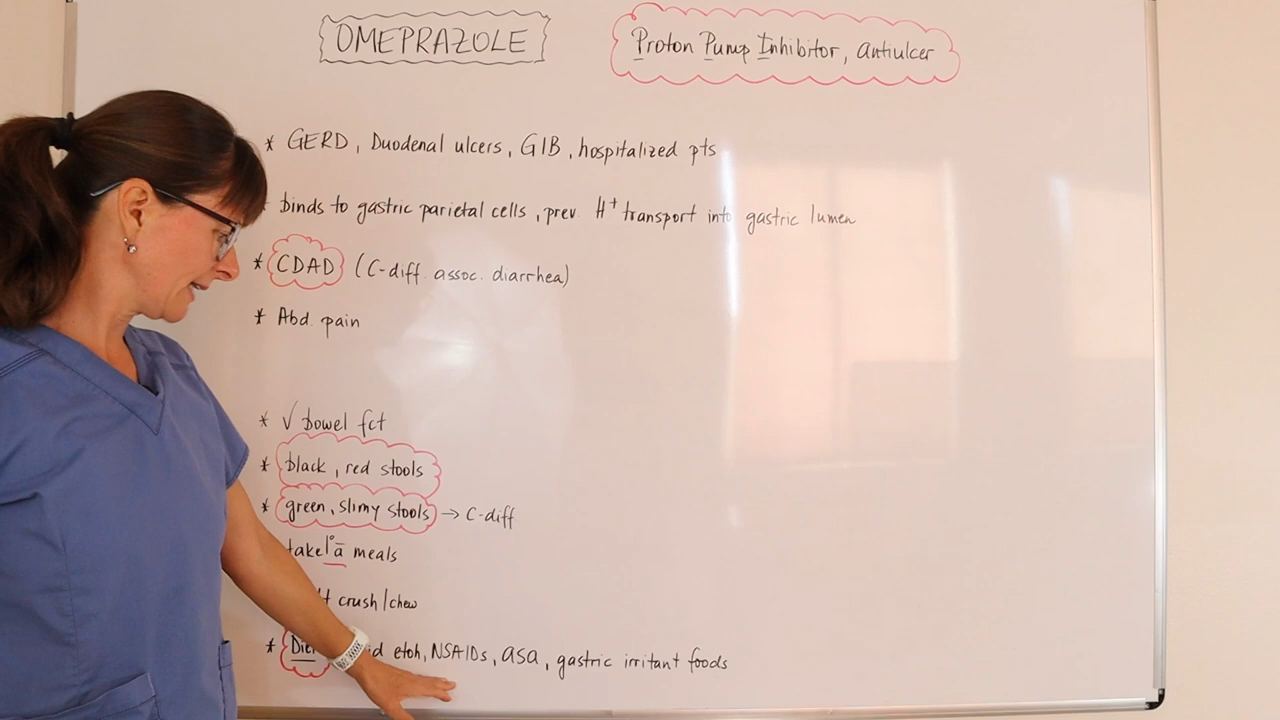 OMEPRAZOLE
Proton Pump Inhibitor, Antiulcer
* GERD, Duodenal ulcers, GIB, hospitalized pts
binds to gastric parietal cells, prev. H+ transport into gastric lumen
* CDAD (C-diff. assoc. diarrhea)
* Abd. pain
* √ bowel fct
* black, red stools
* green, slimy stools → C-diff
take 1° ā meals
crush/chew
* Diet etoh, NSAIDs, ASA, gastric irritant foods